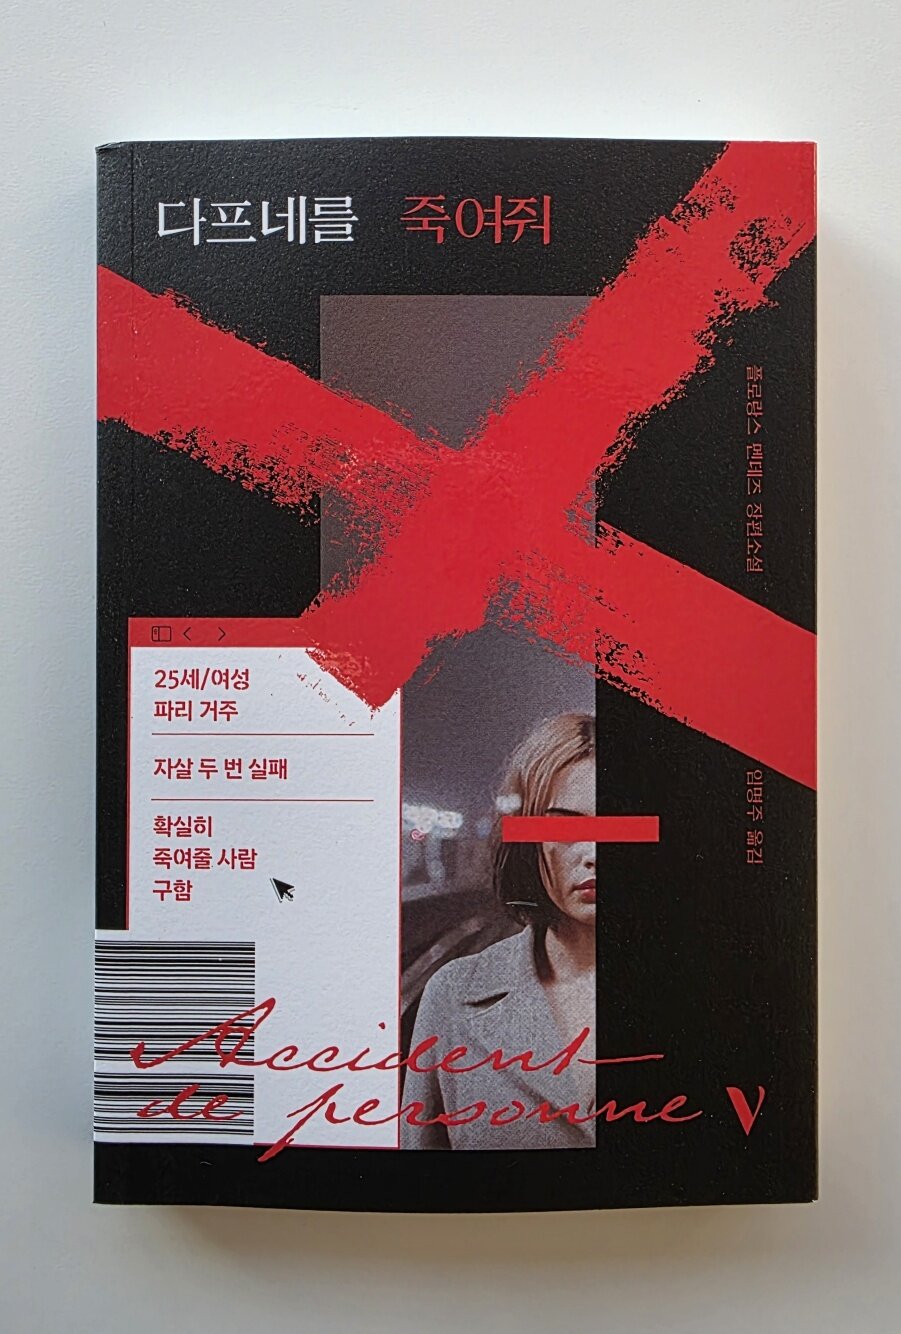 다프네를 죽여줘
플로랑스 멘데즈 장편소설
25세/여성
파리 거주
자살 두 번 실패
확실히
죽여줄 사람
구함
임명주 옮김
Accident
de personne
V